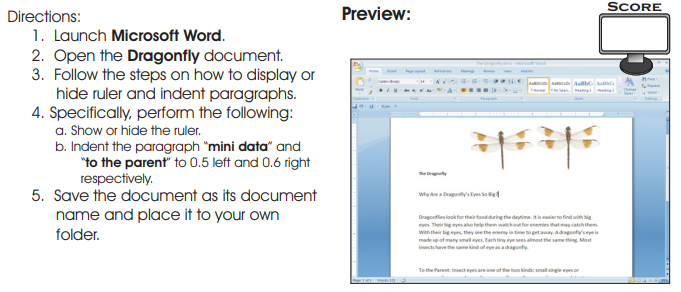 Directions:
1. Launch Microsoft Word.
2. Open the Dragonfly document.
3. Follow the steps on how to display or
hide ruler and indent paragraphs.
4. Specifically, perform the following:
a. Show or hide the ruler.
b. Indent the paragraph "mini data" and
"to the parent" to 0.5 left and 0.6 right
respectively.
5. Save the document as its document
name and place it to your own
folder.
Preview:
SCORE
The Dragonfly
Why Are a Dragonfly's Eyes So Big?
Dragonflies look for their food during the daytime. It is easier to find with big
eyes. Their big eyes also help them watch out for enemies that may catch them.
With their big eyes, they see the enemy in time to get away. A dragonfly's eye is
made up of many small eyes. Each tiny eye sees almost the same thing. Most
insects have the same kind of eye as a dragonfly.
To the Parent: Insect eyes are one of the two kinds: small single eyes or